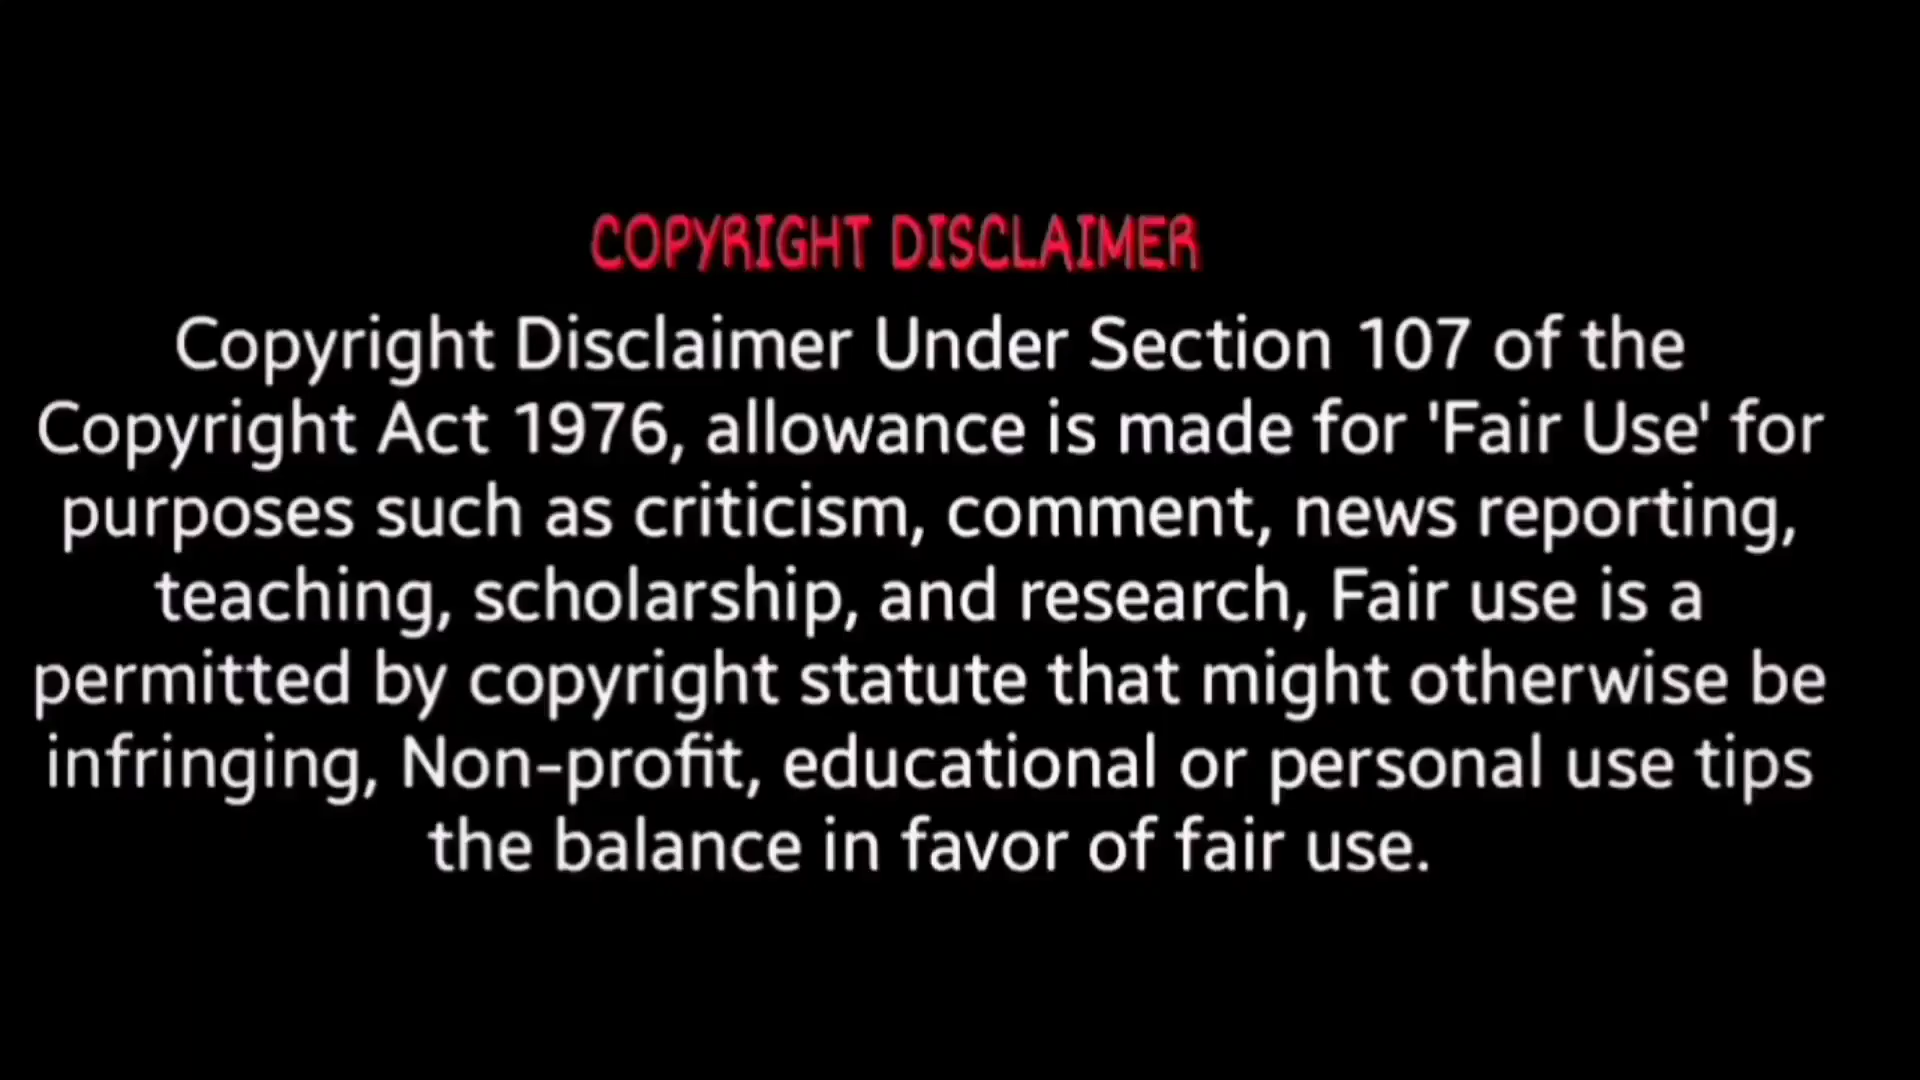 COPYRIGHT DISCLAIMER
Copyright Disclaimer Under Section 107 of the
Copyright Act 1976, allowance is made for 'Fair Use' for
purposes such as criticism, comment, news reporting,
teaching, scholarship, and research, Fair use is a
permitted by copyright statute that might otherwise be
infringing, Non-profit, educational or personal use tips
the balance in favor of fair use.